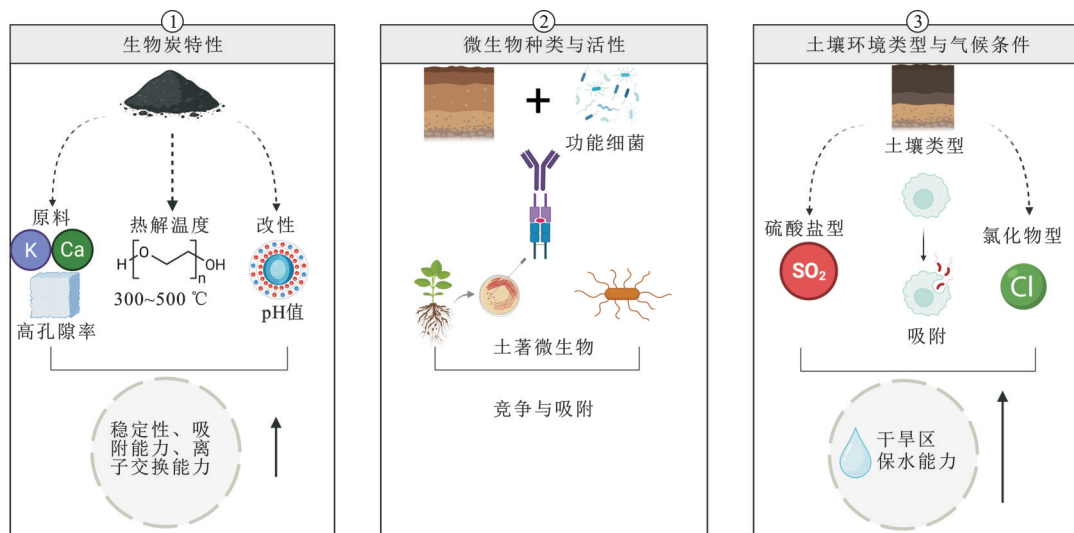 ①
生物炭特性
原料
K
Ca
高孔隙率
热解温度
H
O
OH
n
300~500 ℃
改性
pH值
稳定性、吸
附能力、离
子交换能力
②
微生物种类与活性
+
功能细菌
土著微生物
竞争与吸附
③
土壤环境类型与气候条件
土壤类型
硫酸盐型
SO₂
氯化物型
Cl
吸附
干旱区
保水能力